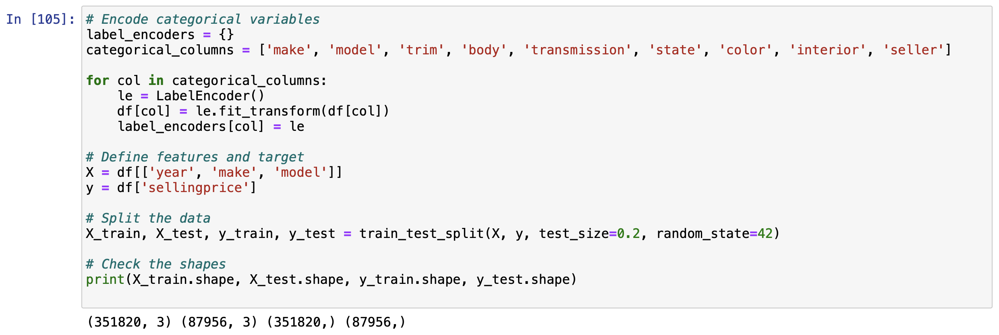 In [105]:
# Encode categorical variables
label_encoders = {}
categorical_columns = ['make', 'model', 'trim', 'body', 'transmission', 'state', 'color', 'interior', 'seller']
for col in categorical_columns:
    le = LabelEncoder()
    df[col] = le.fit_transform(df[col])
    label_encoders[col] = le
# Define features and target
X = df[['year', 'make', 'model']]
y = df['sellingprice']
# Split the data
X_train, X_test, y_train, y_test = train_test_split(X, y, test_size=0.2, random_state=42)
# Check the shapes
print(X_train.shape, X_test.shape, y_train.shape, y_test.shape)
(351820, 3) (87956, 3) (351820,) (87956,)